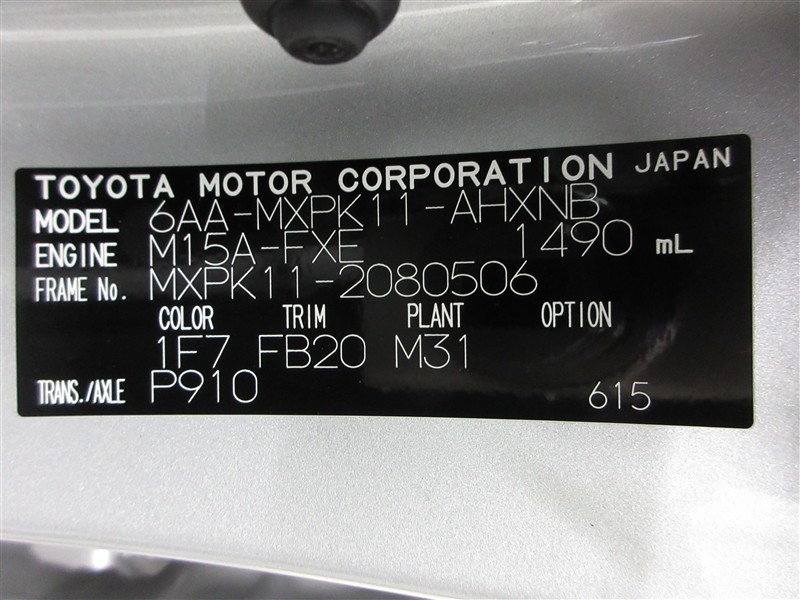 TOYOTA MOTOR CORPORATION JAPAN
MODEL 6AA-MXPK11-AHXNB
ENGINE M15A-FXE 1490 mL
FRAME No. MXPK11-2080506
COLOR TRIM PLANT OPTION
1F7 FB20 M31
TRANS./AXLE P910 615